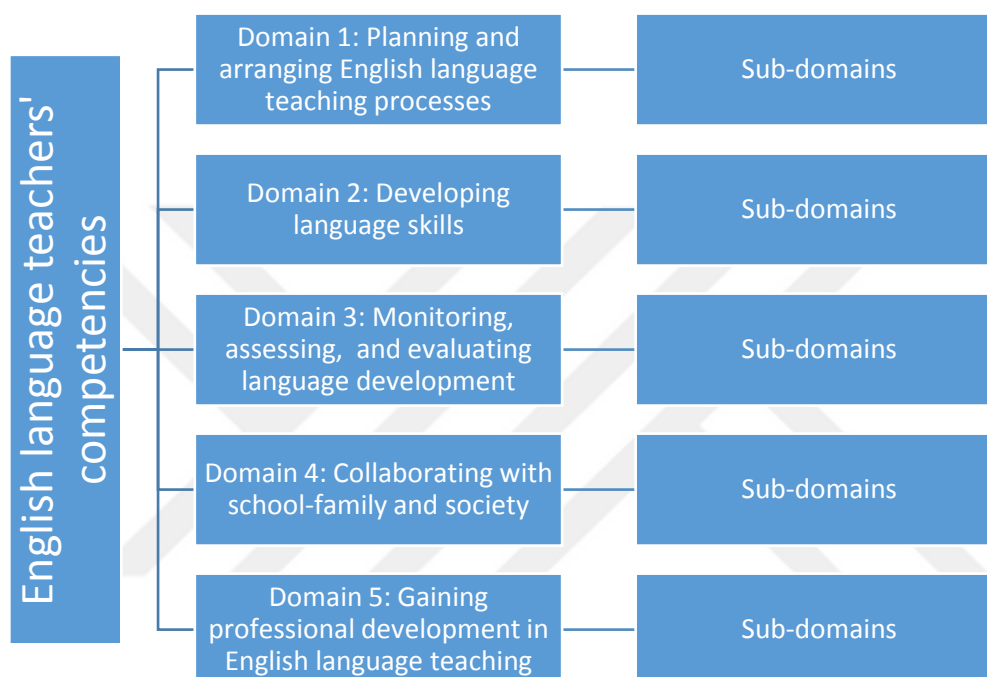 English language teachers'
competencies
Domain 1: Planning and
arranging English language
teaching processes
Sub-domains
Domain 2: Developing
language skills
Sub-domains
Domain 3: Monitoring,
assessing, and evaluating
language development
Sub-domains
Domain 4: Collaborating with
school-family and society
Sub-domains
Domain 5: Gaining
professional development in
English language teaching
Sub-domains